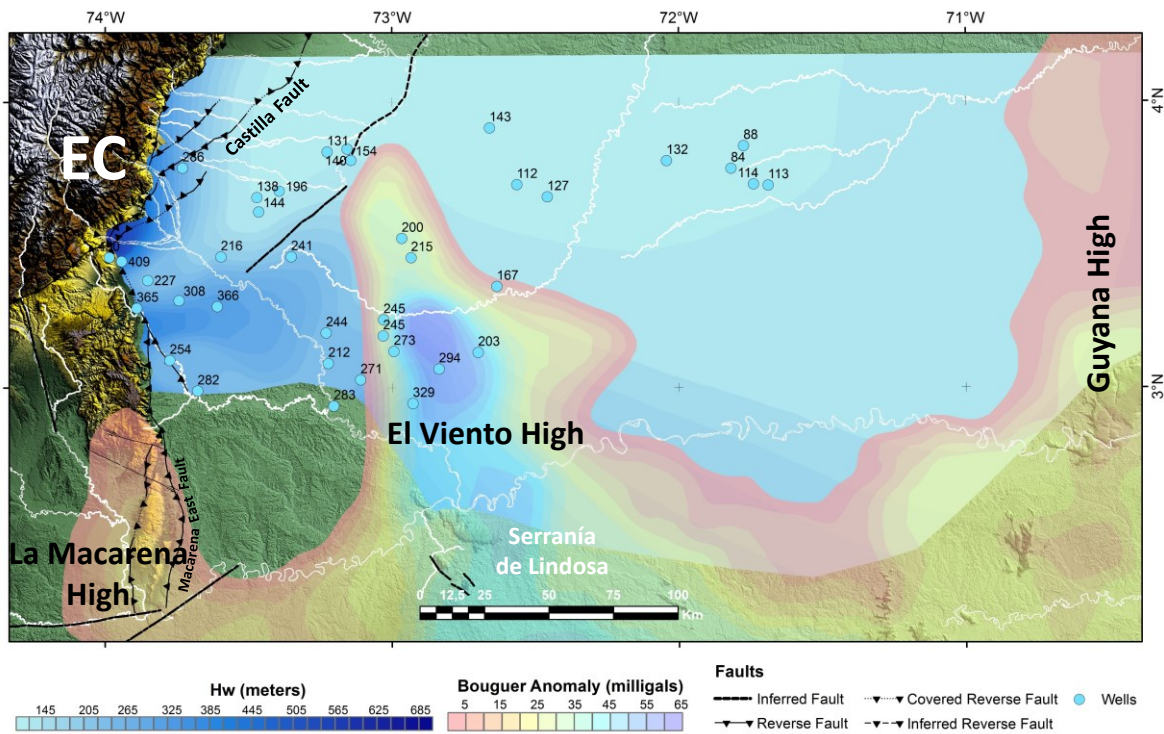 74°W 73°W 72°W 71°W
4°N
3°N
EC
Castilla Fault
286
131
140
154
143
138
196
144
112
127
132
88
84
114
113
200
215
216
241
409
227
365
308
366
167
245
245
244
273
203
294
212
271
254
282
283
329
El Viento High
Guyana High
Macarena East Fault
La Macarena
High
Serranía
de Lindosa
0 12,5 25 50 75 100
Km
Hw (meters)
145 205 265 325 385 445 505 565 625 685
Bouguer Anomaly (milligals)
5 15 25 35 45 55 65
Faults
Inferred Fault
Covered Reverse Fault
Wells
Reverse Fault
Inferred Reverse Fault